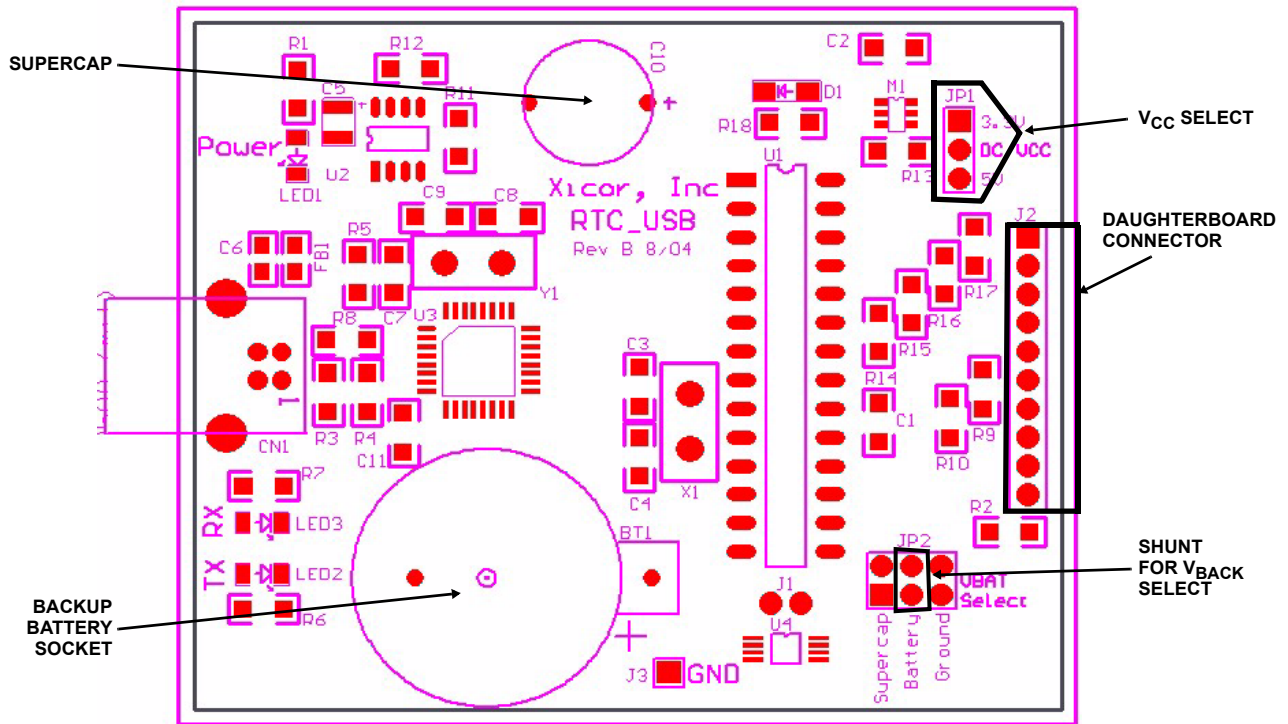 SUPERCAP
R1
R12
C10
+
C2
C5
+
R11
D1
M1
JP1
3.3V
VCC SELECT
R18
DC VCC
Power
U2
U1
R13
5V
LED1
Xicor, Inc
C9
C8
RTC_USB
J2
DAUGHTERBOARD
CONNECTOR
Rev B 8/04
R5
C6
FB1
R17
Y1
R16
C7
U3
R8
R15
C3
R14
1
R3
R4
C1
R9
CN1
C11
R10
X1
C4
R7
RX
LED3
R2
BT1
JP2
SHUNT
FOR VBACK
SELECT
TX
LED2
VBAT
Select
J1
BACKUP
BATTERY
SOCKET
R6
U4
+
Supercap
Battery
Ground
J3
GND